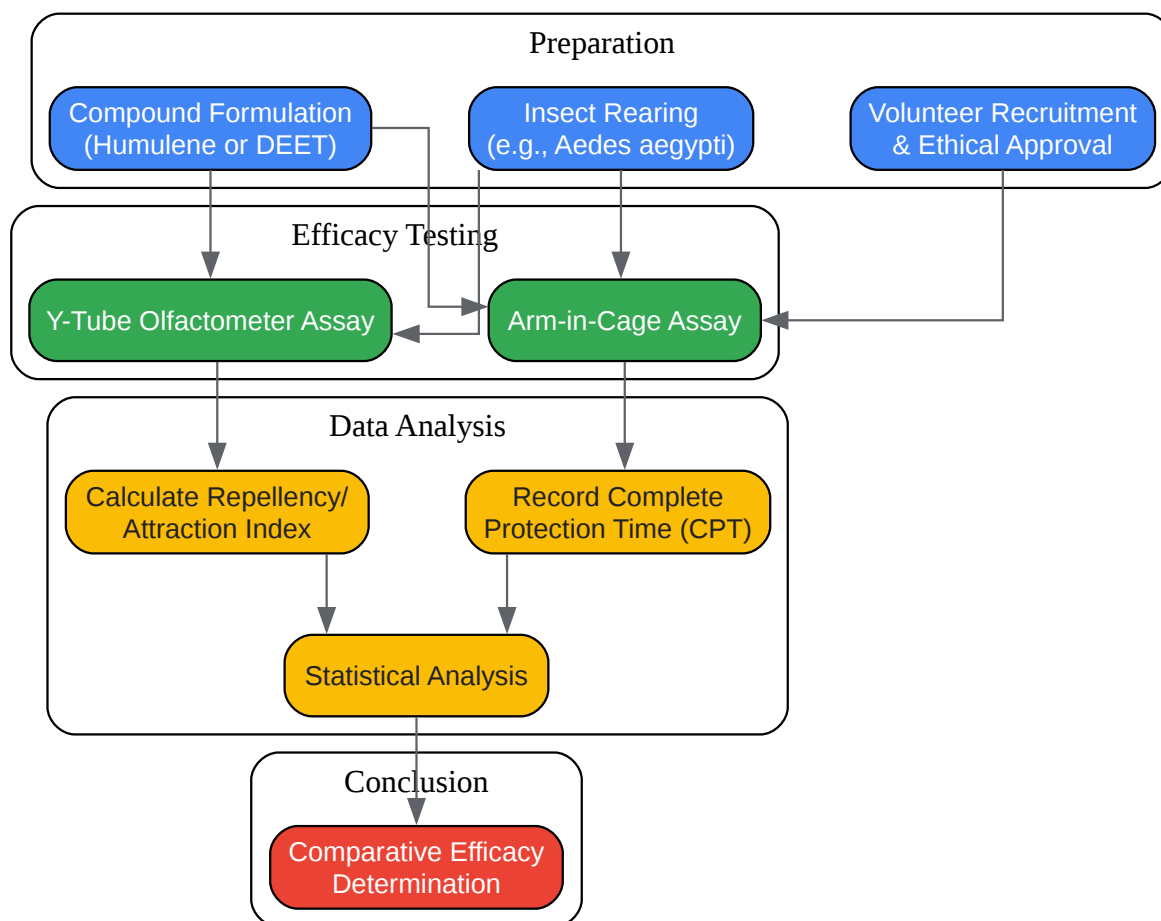 Preparation
Compound Formulation
(Humulene or DEET)
Insect Rearing
(e.g., Aedes aegypti)
Volunteer Recruitment
& Ethical Approval
Efficacy Testing
Y-Tube Olfactometer Assay
Arm-in-Cage Assay
Data Analysis
Calculate Repellency/
Attraction Index
Record Complete
Protection Time (CPT)
Statistical Analysis
Conclusion
Comparative Efficacy
Determination